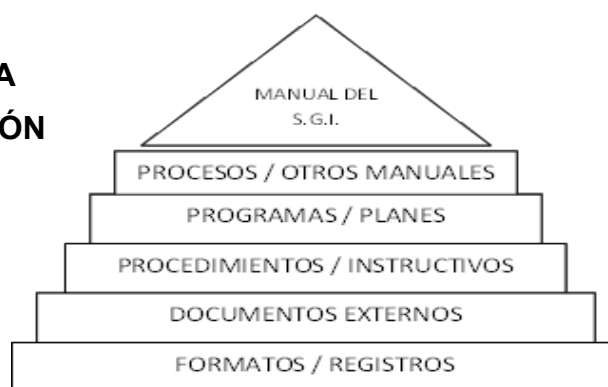 A
ÓN
MANUAL DEL
S.G.I.
PROCESOS / OTROS MANUALES
PROGRAMAS / PLANES
PROCEDIMIENTOS / INSTRUCTIVOS
DOCUMENTOS EXTERNOS
FORMATOS / REGISTROS